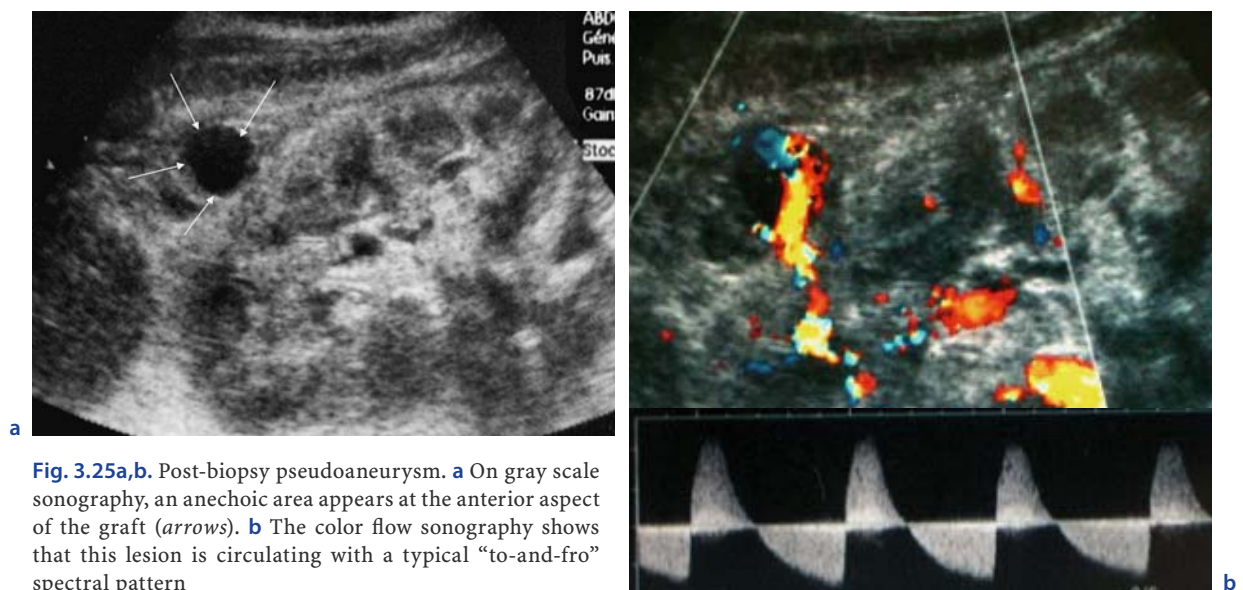 ABD
Géné
Puis
87dl
Gain
Stoc
a
Fig. 3.25a,b. Post-biopsy pseudoaneurysm. a On gray scale
sonography, an anechoic area appears at the anterior aspect
of the graft (arrows). b The color flow sonography shows
that this lesion is circulating with a typical “to-and-fro”
spectral pattern
b